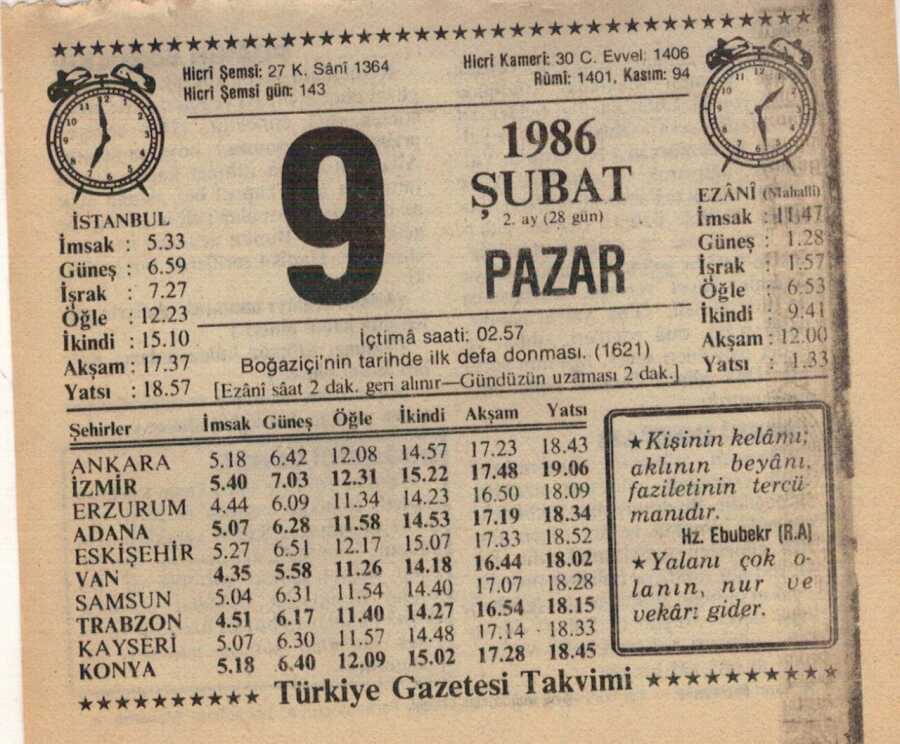 Hicrî Şemsî: 27 K. Sânî 1364
Hicrî Şemsî gün: 143
Hicrî Kamerî: 30 C. Evvel: 1406
Rûmî: 1401, Kasım: 94
9
1986
ŞUBAT
2. ay (28 gün)
PAZAR
İSTANBUL
İmsak : 5.33
Güneş : 6.59
İşrak : 7.27
Öğle : 12.23
İkindi : 15.10
Akşam : 17.37
Yatsı : 18.57
EZÂNÎ (Mahallî)
İmsak : 11.47
Güneş : 1.28
İşrak : 1.57
Öğle : 6.53
İkindi : 9.41
Akşam : 12.00
Yatsı : 1.33
İçtimâ saati: 02.57
Boğaziçi'nin tarihde ilk defa donması. (1621)
[Ezânî sâat 2 dak. geri alınır—Gündüzün uzaması 2 dak.]
Şehirler İmsak Güneş Öğle İkindi Akşam Yatsı
ANKARA 5.18 6.42 12.08 14.57 17.23 18.43
İZMİR 5.40 7.03 12.31 15.22 17.48 19.06
ERZURUM 4.44 6.09 11.34 14.23 16.50 18.09
ADANA 5.07 6.28 11.58 14.53 17.19 18.34
ESKİŞEHİR 5.27 6.51 12.17 15.07 17.33 18.52
VAN 4.35 5.58 11.26 14.18 16.44 18.02
SAMSUN 5.04 6.31 11.54 14.40 17.07 18.28
TRABZON 4.51 6.17 11.40 14.27 16.54 18.15
KAYSERİ 5.07 6.30 11.57 14.48 17.14 18.33
KONYA 5.18 6.40 12.09 15.02 17.28 18.45
★ Kişinin kelâmı;
aklının beyânı,
faziletinin tercü-
manıdır.
Hz. Ebubekr (R.A)
★ Yalanı çok o-
lanın, nur ve
vekârı gider.
Türkiye Gazetesi Takvimi